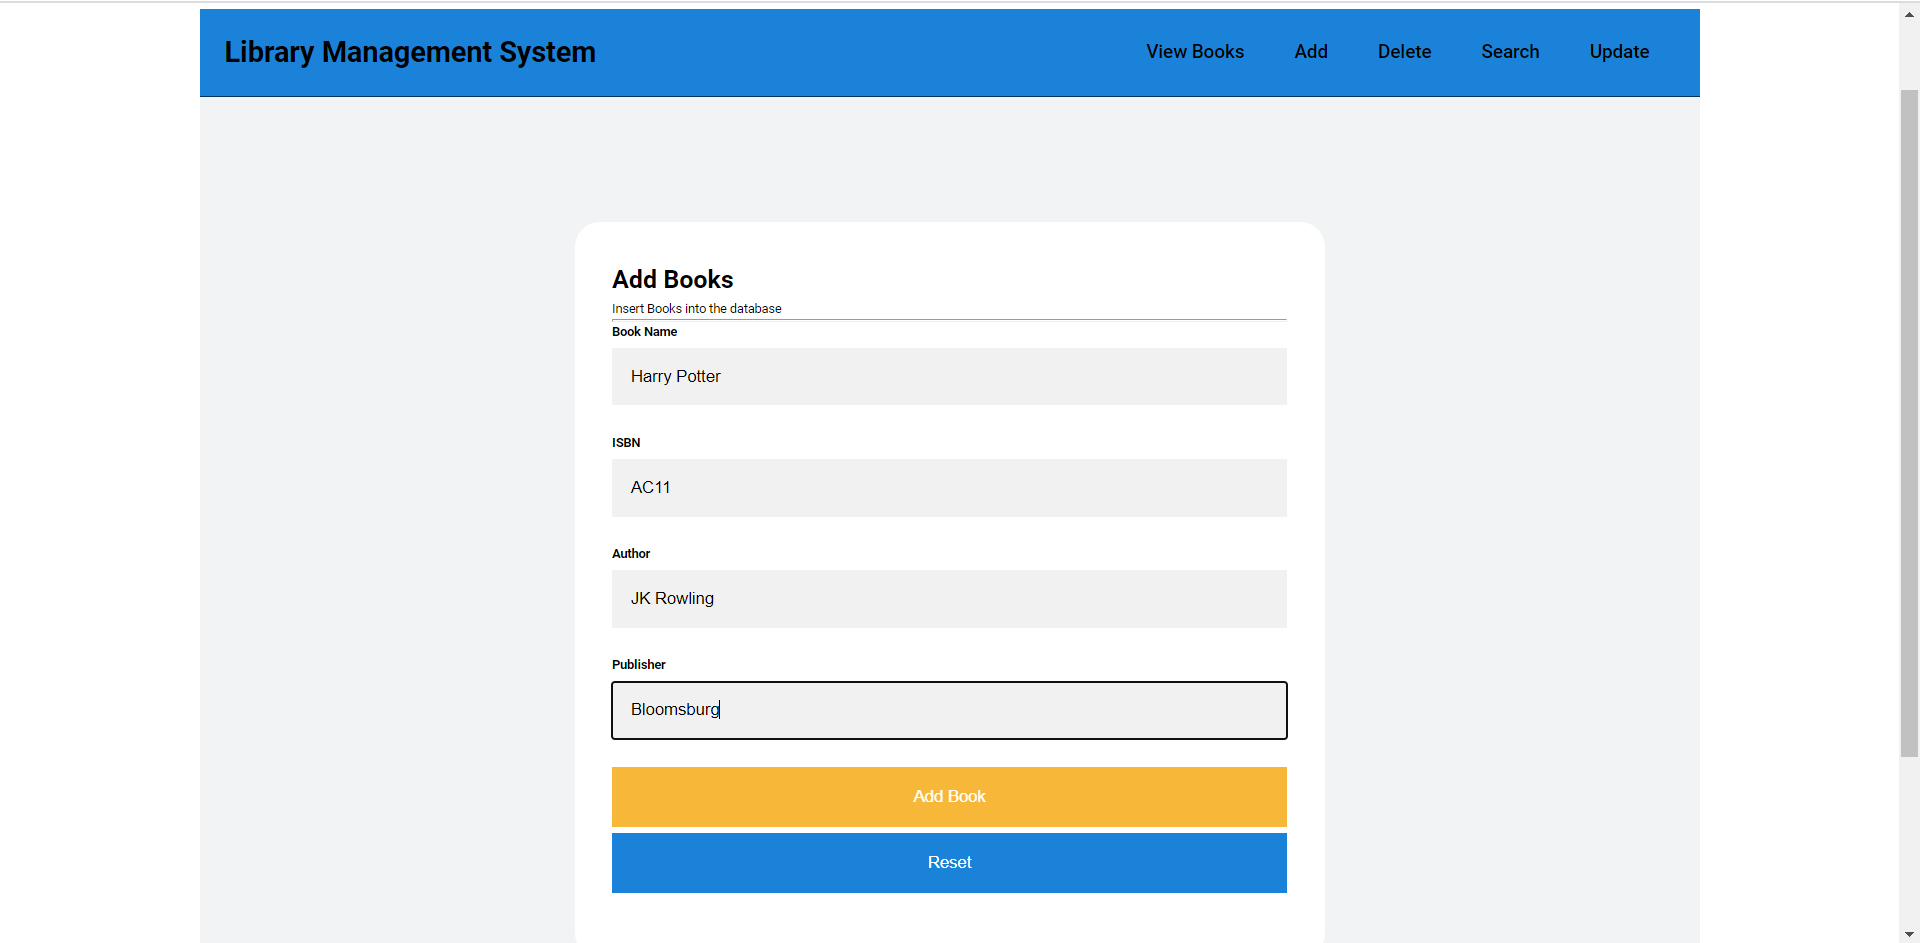 Library Management System
View Books Add Delete Search Update
Add Books
Insert Books into the database
Book Name
Harry Potter
ISBN
AC11
Author
JK Rowling
Publisher
Bloomsburg
Add Book
Reset